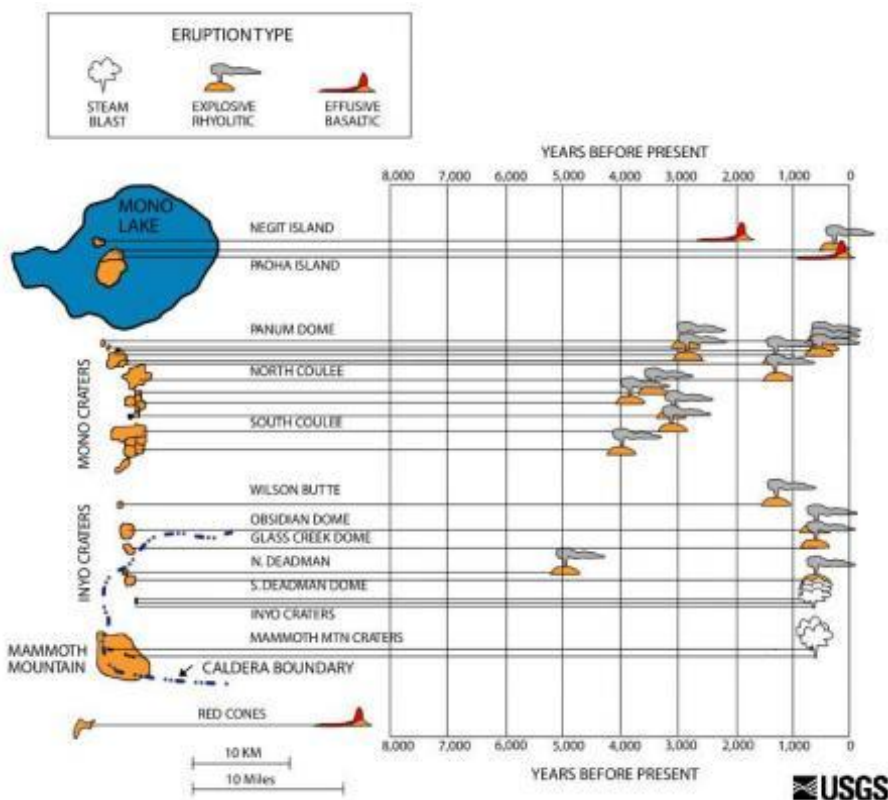 ERUPTION TYPE
STEAM
BLAST
EXPLOSIVE
RHYOLITIC
EFFUSIVE
BASALTIC
YEARS BEFORE PRESENT
8,000 7,000 6,000 5,000 4,000 3,000 2,000 1,000 0
MONO
LAKE
NEGIT ISLAND
PAOHA ISLAND
PANUM DOME
NORTH COULEE
SOUTH COULEE
MONO CRATERS
WILSON BUTTE
OBSIDIAN DOME
GLASS CREEK DOME
N. DEADMAN
S. DEADMAN DOME
INYO CRATERS
INYO CRATERS
MAMMOTH MTN CRATERS
MAMMOTH
MOUNTAIN
CALDERA BOUNDARY
RED CONES
8,000 7,000 6,000 5,000 4,000 3,000 2,000 1,000 0
10 KM
10 Miles
YEARS BEFORE PRESENT
USGS